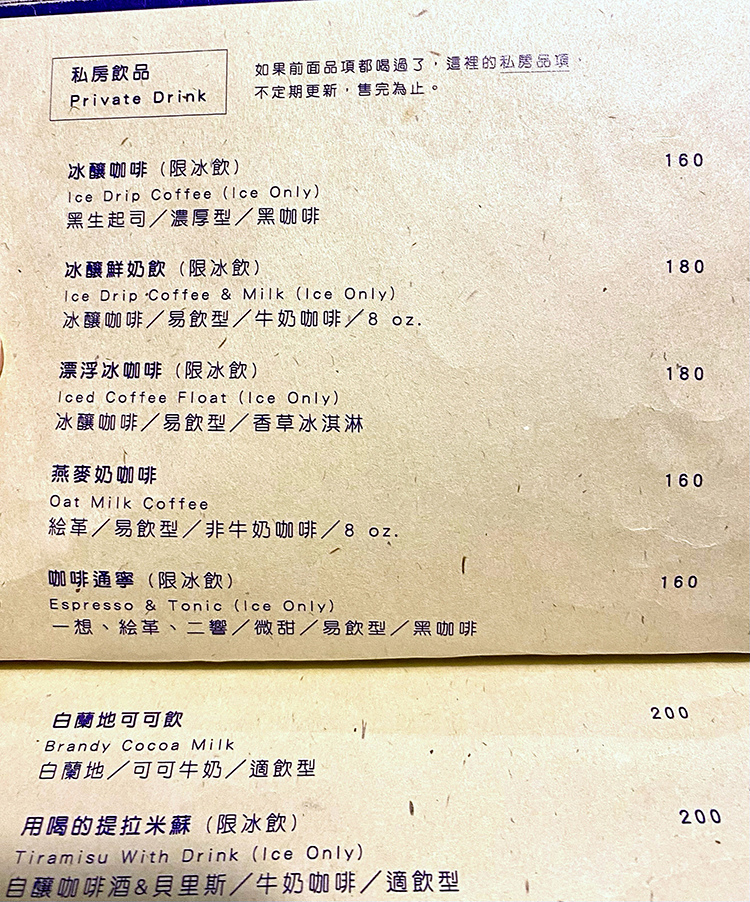 私房飲品
Private Drink
如果前面品項都喝過了，這裡的私房品項，
不定期更新，售完為止。
冰釀咖啡（限冰飲） 160
Ice Drip Coffee (Ice Only)
黑生起司／濃厚型／黑咖啡
冰釀鮮奶飲（限冰飲） 180
Ice Drip Coffee & Milk (Ice Only)
冰釀咖啡／易飲型／牛奶咖啡／8 oz.
漂浮冰咖啡（限冰飲） 180
Iced Coffee Float (Ice Only)
冰釀咖啡／易飲型／香草冰淇淋
燕麥奶咖啡 160
Oat Milk Coffee
絵革／易飲型／非牛奶咖啡／8 oz.
咖啡通寧（限冰飲） 160
Espresso & Tonic (Ice Only)
一想、絵革、二響／微甜／易飲型／黑咖啡
白蘭地可可飲 200
Brandy Cocoa Milk
白蘭地／可可牛奶／適飲型
用喝的提拉米蘇（限冰飲） 200
Tiramisu With Drink (Ice Only)
自釀咖啡酒&貝里斯／牛奶咖啡／適飲型